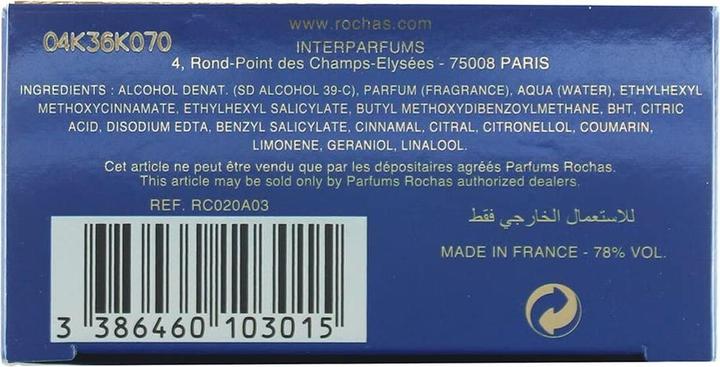 www.rochas.com
04K36K070
INTERPARFUMS
4, Rond-Point des Champs-Elysées - 75008 PARIS
INGREDIENTS : ALCOHOL DENAT. (SD ALCOHOL 39-C), PARFUM (FRAGRANCE), AQUA (WATER), ETHYLHEXYL
METHOXYCINNAMATE, ETHYLHEXYL SALICYLATE, BUTYL METHOXYDIBENZOYLMETHANE, BHT, CITRIC
ACID, DISODIUM EDTA, BENZYL SALICYLATE, CINNAMAL, CITRAL, CITRONELLOL, COUMARIN,
LIMONENE, GERANIOL, LINALOOL.
Cet article ne peut être vendu que par les dépositaires agréés Parfums Rochas.
This article may be sold only by Parfums Rochas authorized dealers.
REF. RC020A03
للاستعمال الخارجي فقط
MADE IN FRANCE - 78% VOL.
3 386460 103015